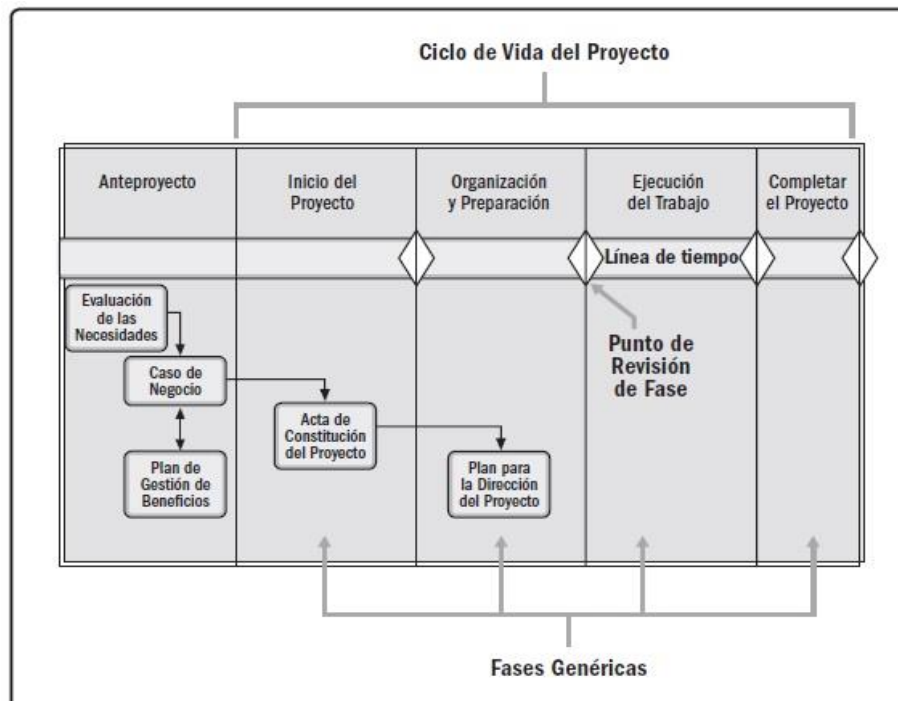 Ciclo de Vida del Proyecto
Anteproyecto
Inicio del
Proyecto
Organización
y Preparación
Ejecución
del Trabajo
Completar
el Proyecto
Línea de tiempo
Evaluación
de las
Necesidades
Caso de
Negocio
Plan de
Gestión de
Beneficios
Acta de
Constitución
del Proyecto
Plan para
la Dirección
del Proyecto
Punto de
Revisión
de Fase
Fases Genéricas